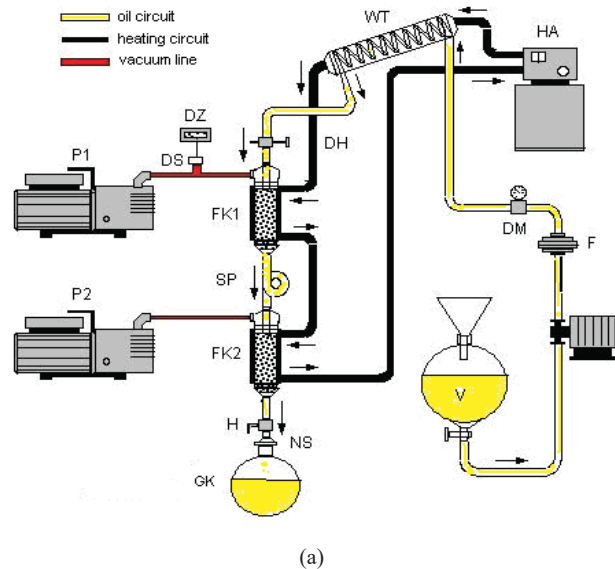 oil circuit
heating circuit
vacuum line
WT
HA
DZ
P1
DS
DH
FK1
DM
F
SP
P2
FK2
V
H
NS
GK
(a)